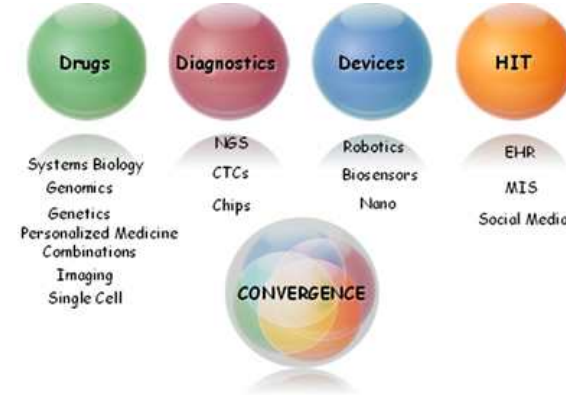 Drugs
Diagnostics
Devices
HIT
Systems Biology
Genomics
Genetics
Personalized Medicine
Combinations
Imaging
Single Cell
NGS
CTCs
Chips
Robotics
Biosensors
Nano
EHR
MIS
Social Media
CONVERGENCE